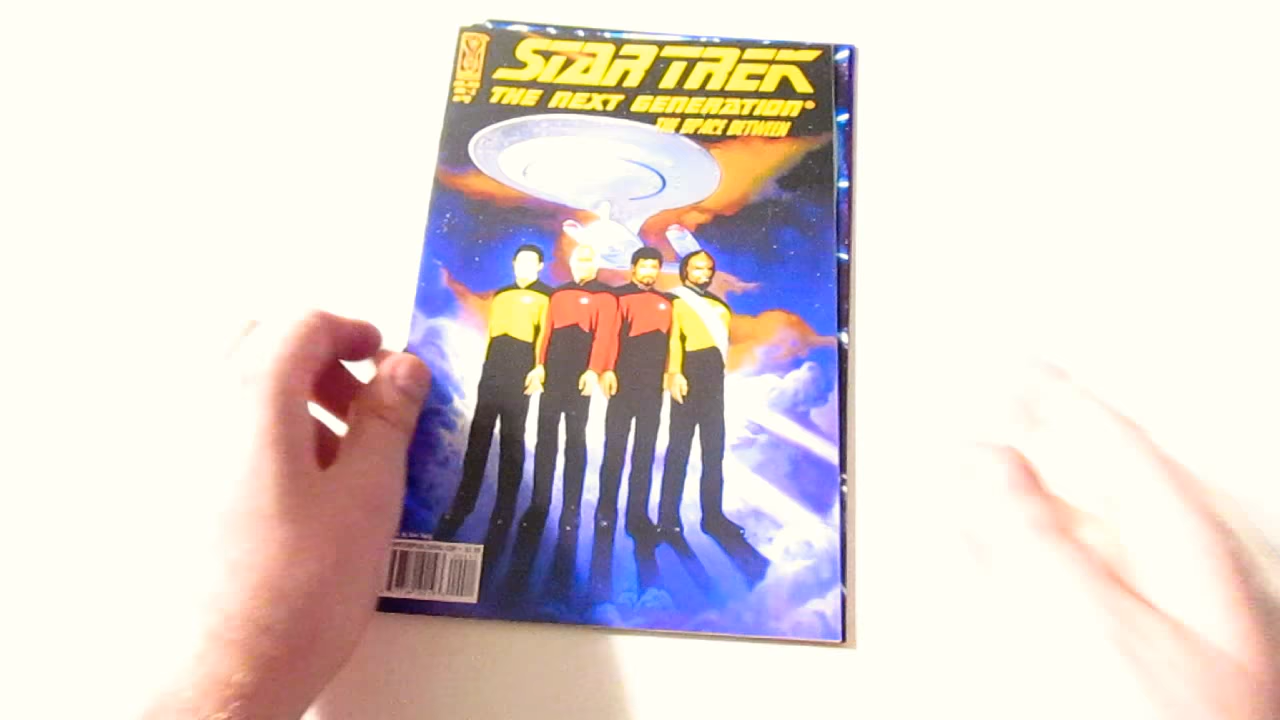 STAR TREK
THE NEXT GENERATION
THE SPACE BETWEEN